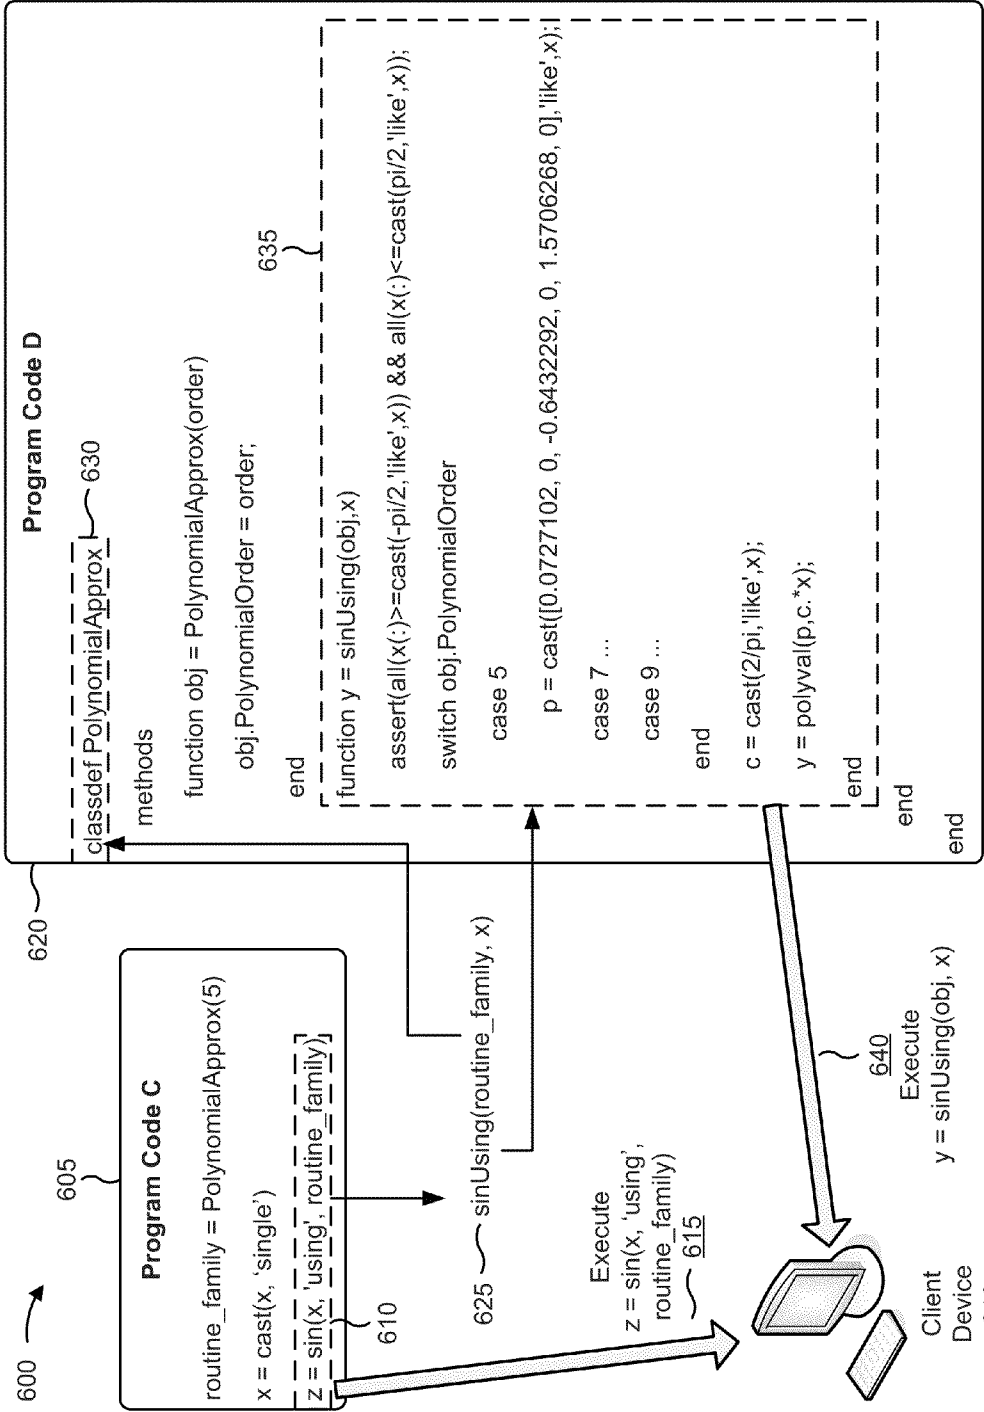 600
605
Program Code C
routine_family = PolynomialApprox(5)
x = cast(x, ‘single’)
z = sin(x, 'using', routine_family)
610
625
sinUsing(routine_family, x)
Execute
z = sin(x, ‘using’,
routine_family)
615
Client
Device
620
Program Code D
classdef PolynomialApprox
630
methods
function obj = PolynomialApprox(order)
obj.PolynomialOrder = order;
end
635
function y = sinUsing(obj,x)
assert(all(x(:)>=cast(-pi/2,'like',x)) && all(x(:)<=cast(pi/2,'like',x));
switch obj.PolynomialOrder
case 5
p = cast([0.0727102, 0, -0.6432292, 0, 1.5706268, 0],'like',x);
case 7 ...
case 9 ...
end
c = cast(2/pi,'like',x);
y = polyval(p,c.*x);
end
end
end
640
Execute
y = sinUsing(obj, x)